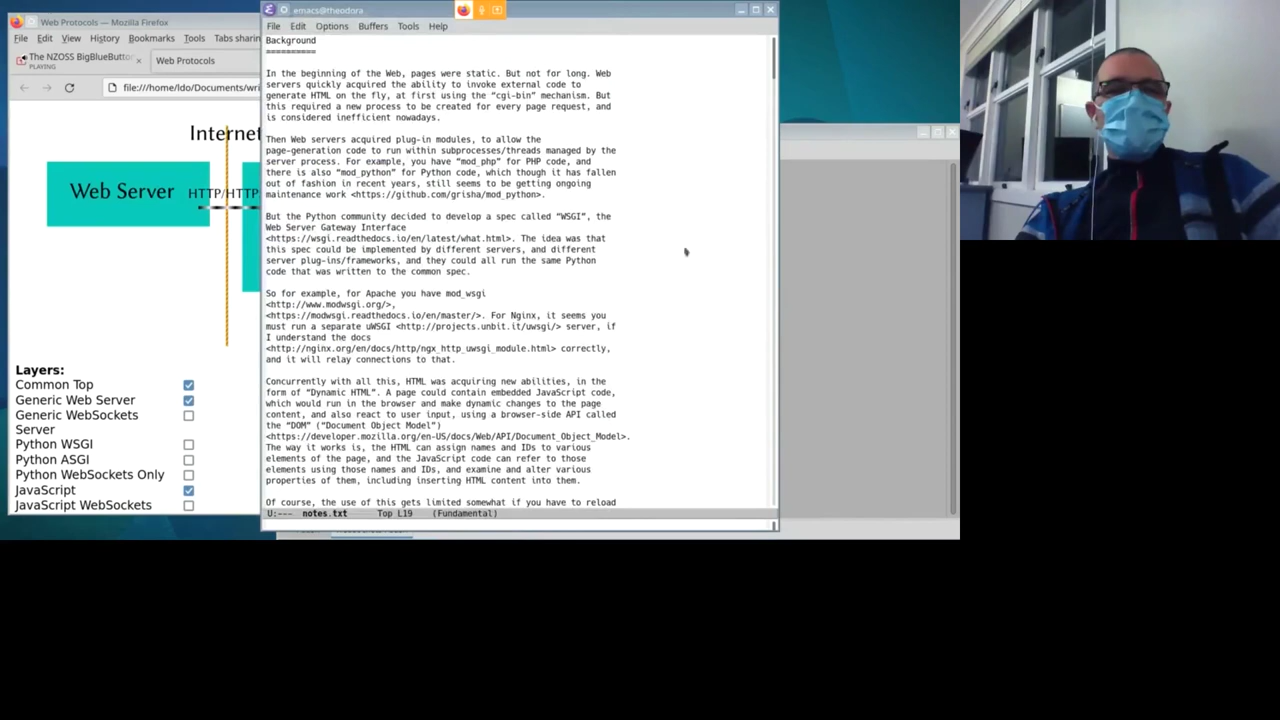 Web Protocols — Mozilla Firefox
File Edit View History Bookmarks Tools Tabs sharin
The NZOSS BigBlueButto
PLAYING
Web Protocols
file:///home/ldo/Documents/wri
Internet
Web Server
HTTP/HTTP
Layers:
Common Top
Generic Web Server
Generic WebSockets
Server
Python WSGI
Python ASGI
Python WebSockets Only
JavaScript
JavaScript WebSockets
emacs@theodora
File Edit Options Buffers Tools Help
Background
==========
In the beginning of the Web, pages were static. But not for long. Web
servers quickly acquired the ability to invoke external code to
generate HTML on the fly, at first using the “cgi-bin” mechanism. But
this required a new process to be created for every page request, and
is considered inefficient nowadays.
Then Web servers acquired plug-in modules, to allow the
page-generation code to run within subprocesses/threads managed by the
server process. For example, you have “mod_php” for PHP code, and
there is also “mod_python” for Python code, which though it has fallen
out of fashion in recent years, still seems to be getting ongoing
maintenance work <https://github.com/grisha/mod_python>.
But the Python community decided to develop a spec called “WSGI”, the
Web Server Gateway Interface
<https://wsgi.readthedocs.io/en/latest/what.html>. The idea was that
this spec could be implemented by different servers, and different
server plug-ins/frameworks, and they could all run the same Python
code that was written to the common spec.
So for example, for Apache you have mod_wsgi
<http://www.modwsgi.org/>,
<https://modwsgi.readthedocs.io/en/master/>. For Nginx, it seems you
must run a separate uWSGI <http://projects.unbit.it/uwsgi/> server, if
I understand the docs
<http://nginx.org/en/docs/http/ngx_http_uwsgi_module.html> correctly,
and it will relay connections to that.
Concurrently with all this, HTML was acquiring new abilities, in the
form of “Dynamic HTML”. A page could contain embedded JavaScript code,
which would run in the browser and make dynamic changes to the page
content, and also react to user input, using a browser-side API called
the “DOM” (“Document Object Model”)
<https://developer.mozilla.org/en-US/docs/Web/API/Document_Object_Model>.
The way it works is, the HTML can assign names and IDs to various
elements of the page, and the JavaScript code can refer to those
elements using those names and IDs, and examine and alter various
properties of them, including inserting HTML content into them.
Of course, the use of this gets limited somewhat if you have to reload
U:--- notes.txt Top L19 (Fundamental)